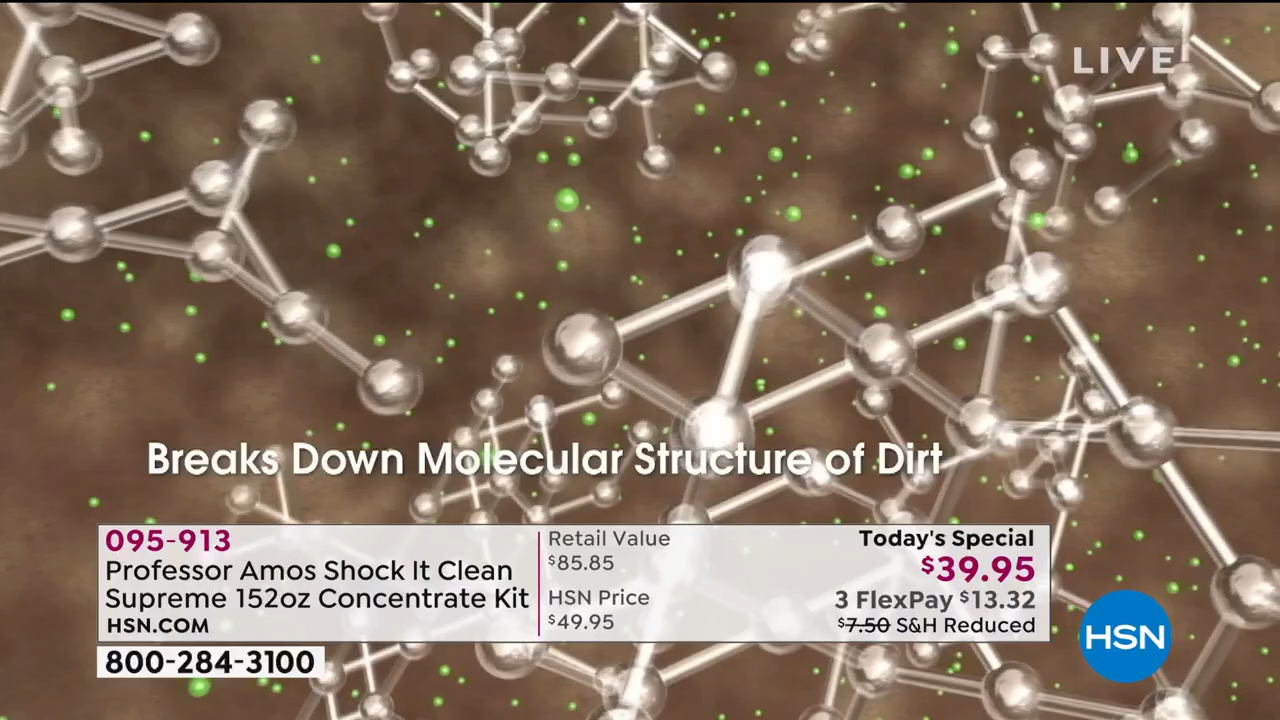 LIVE
Breaks Down Molecular Structure of Dirt
095-913
Professor Amos Shock It Clean
Supreme 152oz Concentrate Kit
HSN.COM
Retail Value
$85.85
HSN Price
$49.95
Today's Special
$39.95
3 FlexPay $13.32
$7.50 S&H Reduced
800-284-3100
HSN